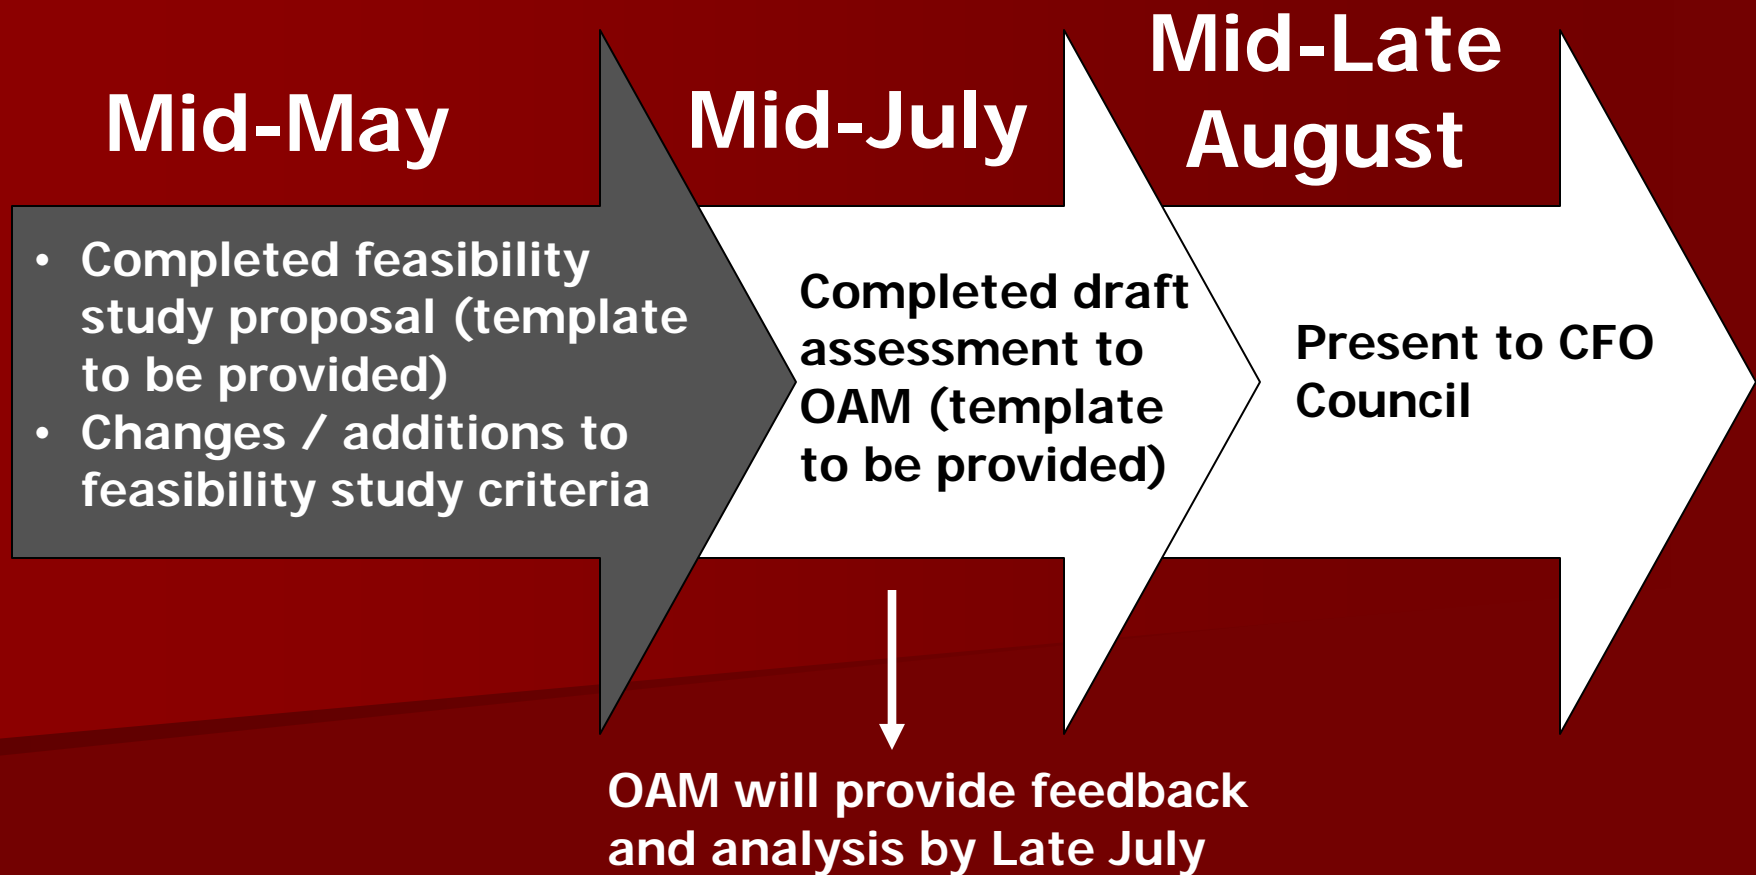 Mid-May
• Completed feasibility
study proposal (template
to be provided)
• Changes / additions to
feasibility study criteria
Mid-July
Completed draft
assessment to
OAM (template
to be provided)
Mid-Late
August
Present to CFO
Council
OAM will provide feedback
and analysis by Late July